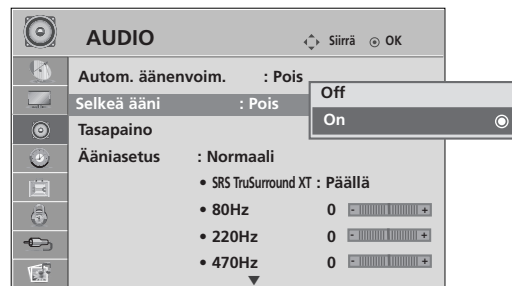 AUDIO
Siirrä ⊙ OK
Autom. äänenvoim. : Pois
Off
Selkeä ääni : Pois
On
Tasapaino
Ääniasetus : Normaali
• SRS TruSurround XT : Päällä
• 80Hz 0 - +
• 220Hz 0 - +
• 470Hz 0 - +